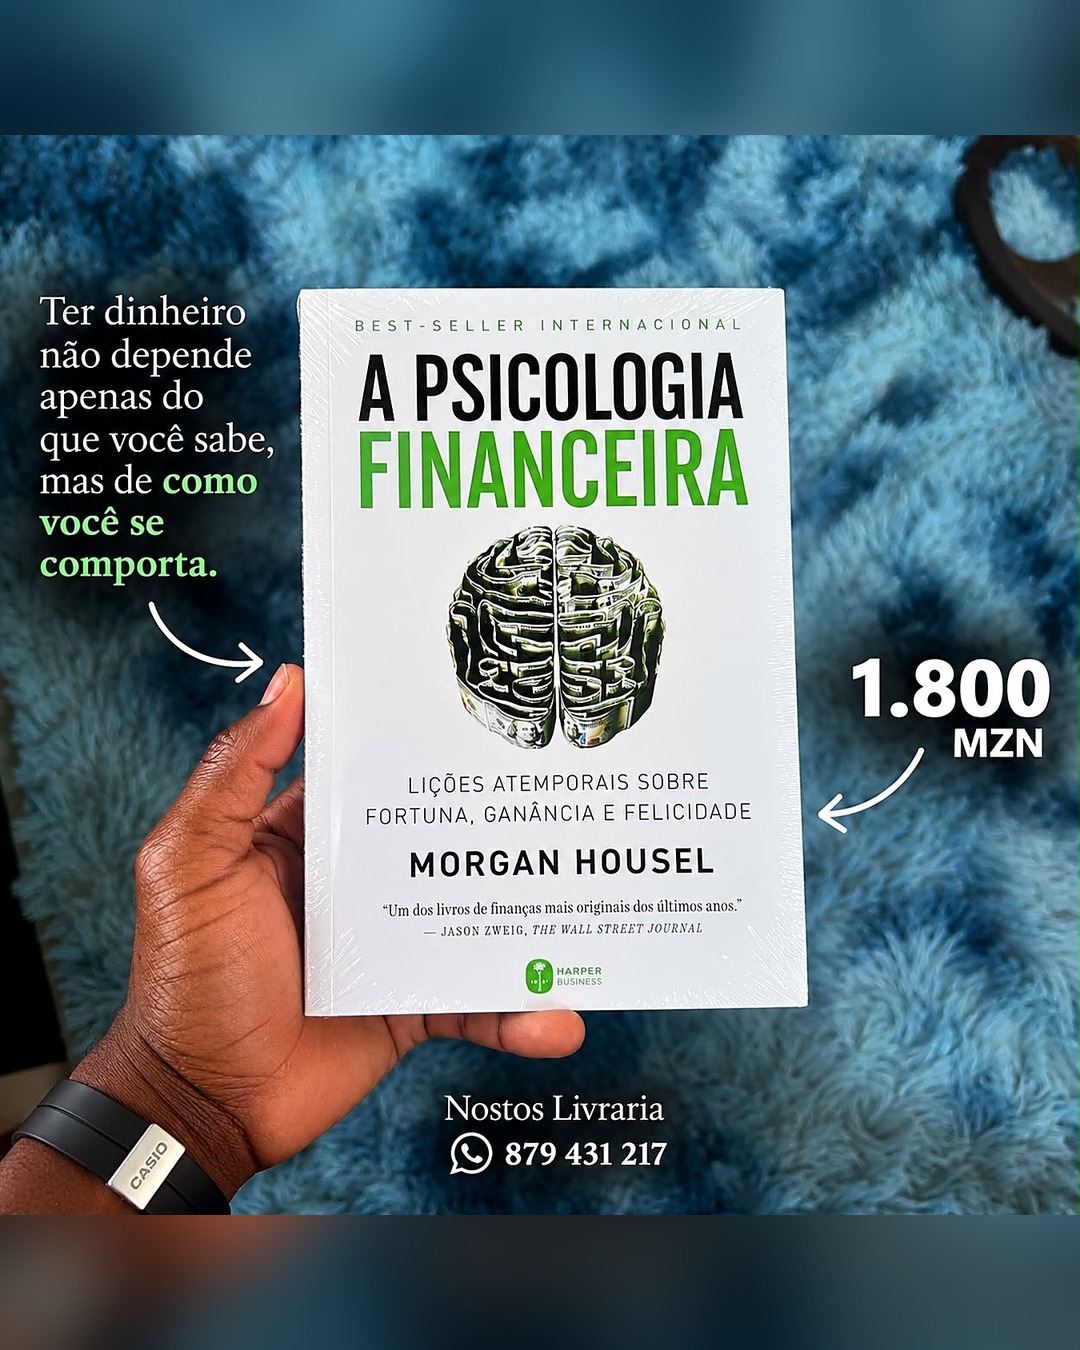 Ter dinheiro
não depende
apenas do
que você sabe,
mas de como
você se
comporta.
BEST-SELLER INTERNACIONAL
A PSICOLOGIA
FINANCEIRA
LIÇÕES ATEMPORAIS SOBRE
FORTUNA, GANÂNCIA E FELICIDADE
MORGAN HOUSEL
“Um dos livros de finanças mais originais dos últimos anos.”
— JASON ZWEIG, THE WALL STREET JOURNAL
HARPER
BUSINESS
1.800
MZN
Nostos Livraria
879 431 217
CASIO